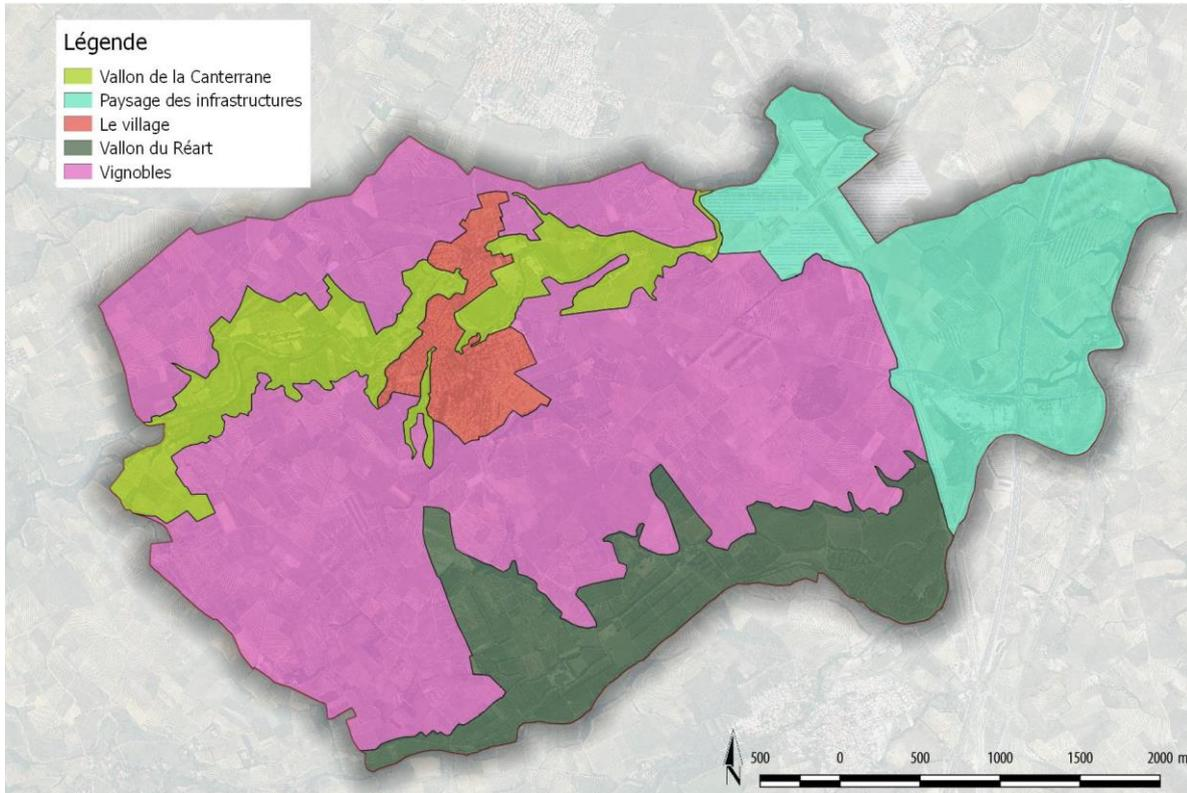 Légende
Vallon de la Canterrane
Paysage des infrastructures
Le village
Vallon du Réart
Vignobles
N
500 0 500 1000 1500 2000 m